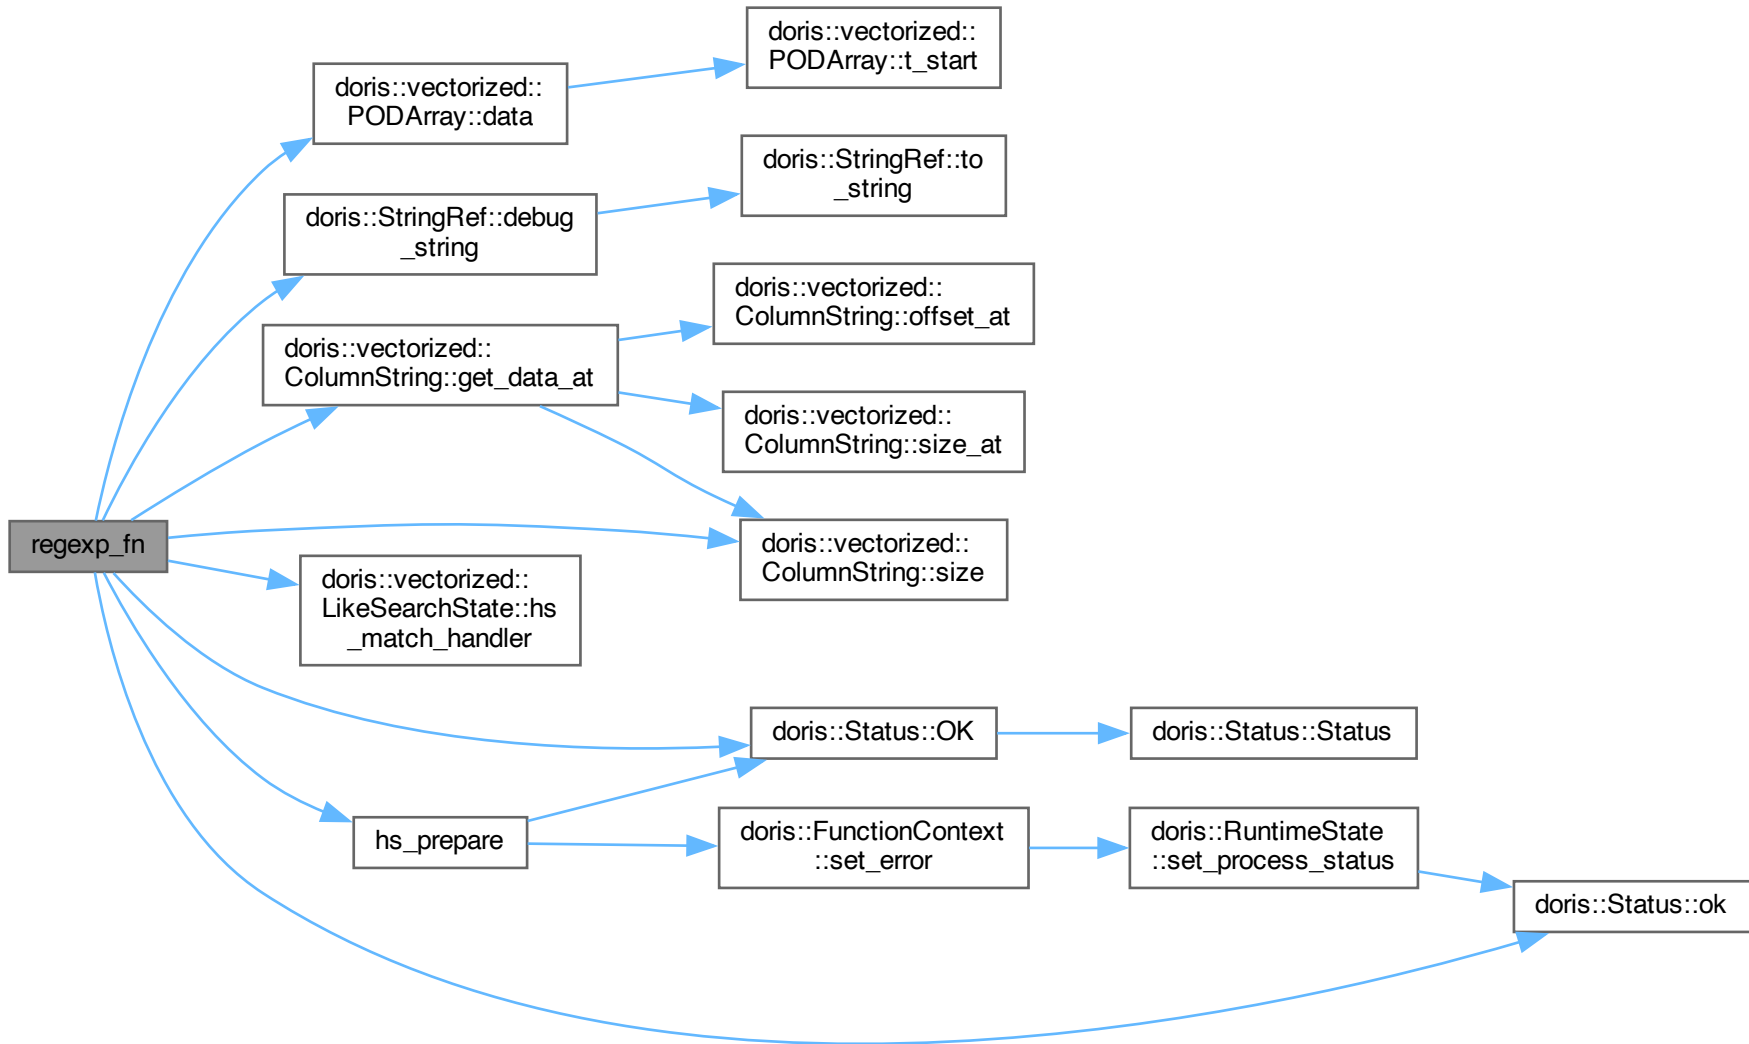 regexp_fn
doris::vectorized::
PODArray::data
doris::vectorized::
PODArray::t_start
doris::StringRef::debug
_string
doris::StringRef::to
_string
doris::vectorized::
ColumnString::get_data_at
doris::vectorized::
ColumnString::offset_at
doris::vectorized::
ColumnString::size_at
doris::vectorized::
ColumnString::size
doris::vectorized::
LikeSearchState::hs
_match_handler
doris::Status::OK
doris::Status::Status
hs_prepare
doris::FunctionContext
::set_error
doris::RuntimeState
::set_process_status
doris::Status::ok